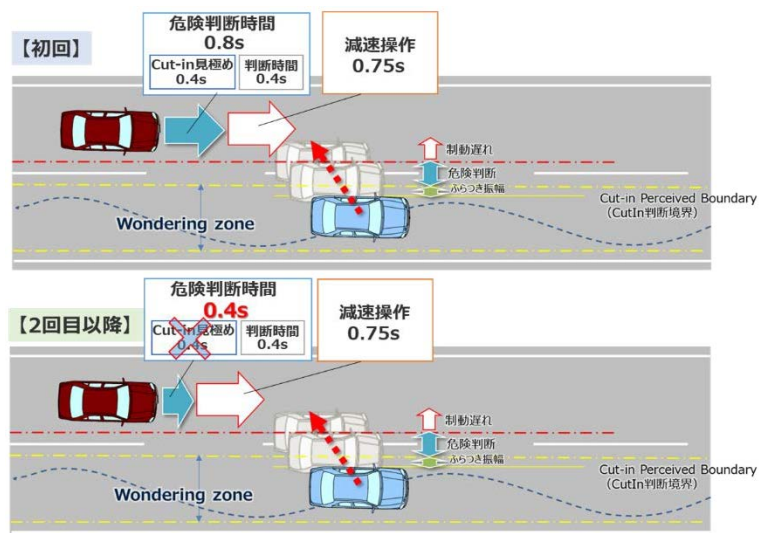 【初回】
危険判断時間
0.8s
Cut-in見極め
0.4s
判断時間
0.4s
減速操作
0.75s
制動遅れ
危険判断
ふらつき振幅
Cut-in Perceived Boundary
（CutIn判断境界）
Wondering zone
【2回目以降】
危険判断時間
0.4s
Cut-in見極め
0.4s
判断時間
0.4s
減速操作
0.75s
制動遅れ
危険判断
ふらつき振幅
Cut-in Perceived Boundary
（CutIn判断境界）
Wondering zone